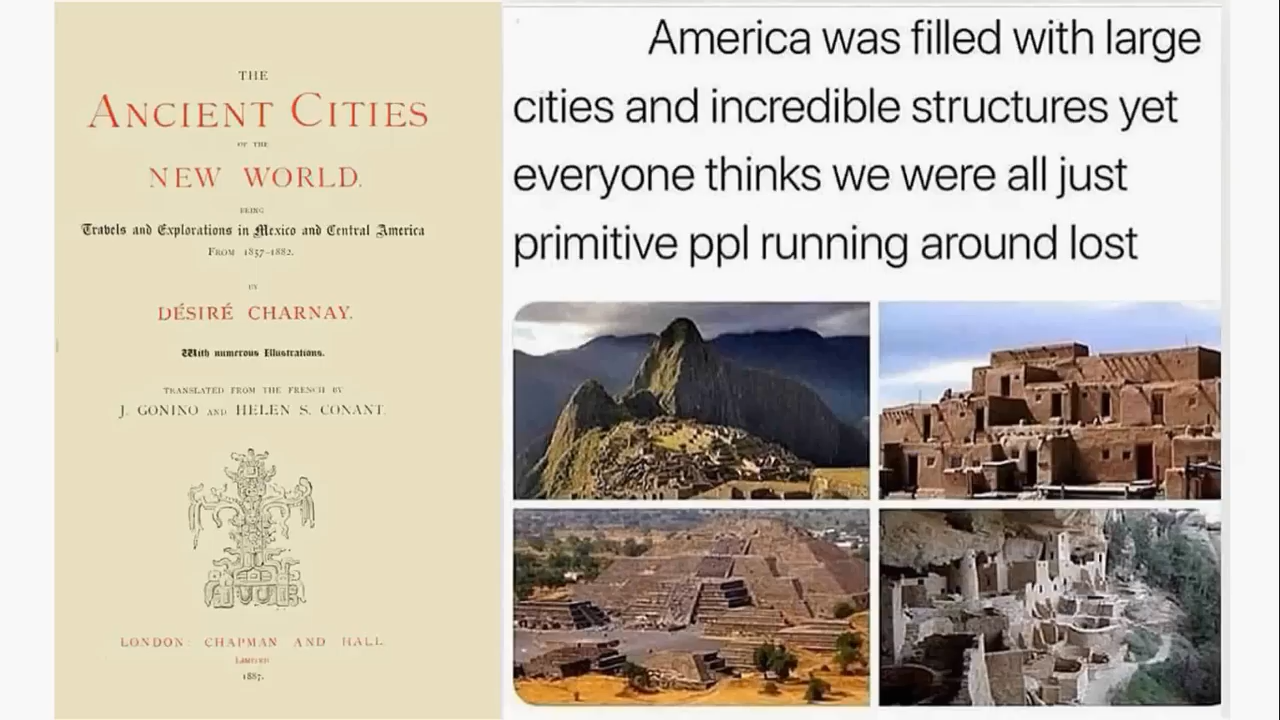 THE
ANCIENT CITIES
OF THE
NEW WORLD.
BEING
Travels and Explorations in Mexico and Central America
FROM 1857-1882.
BY
DÉSIRÉ CHARNAY.
With numerous Illustrations.
TRANSLATED FROM THE FRENCH BY
J. GONINO AND HELEN S. CONANT.
LONDON: CHAPMAN AND HALL
LIMITED
1887.
America was filled with large
cities and incredible structures yet
everyone thinks we were all just
primitive ppl running around lost